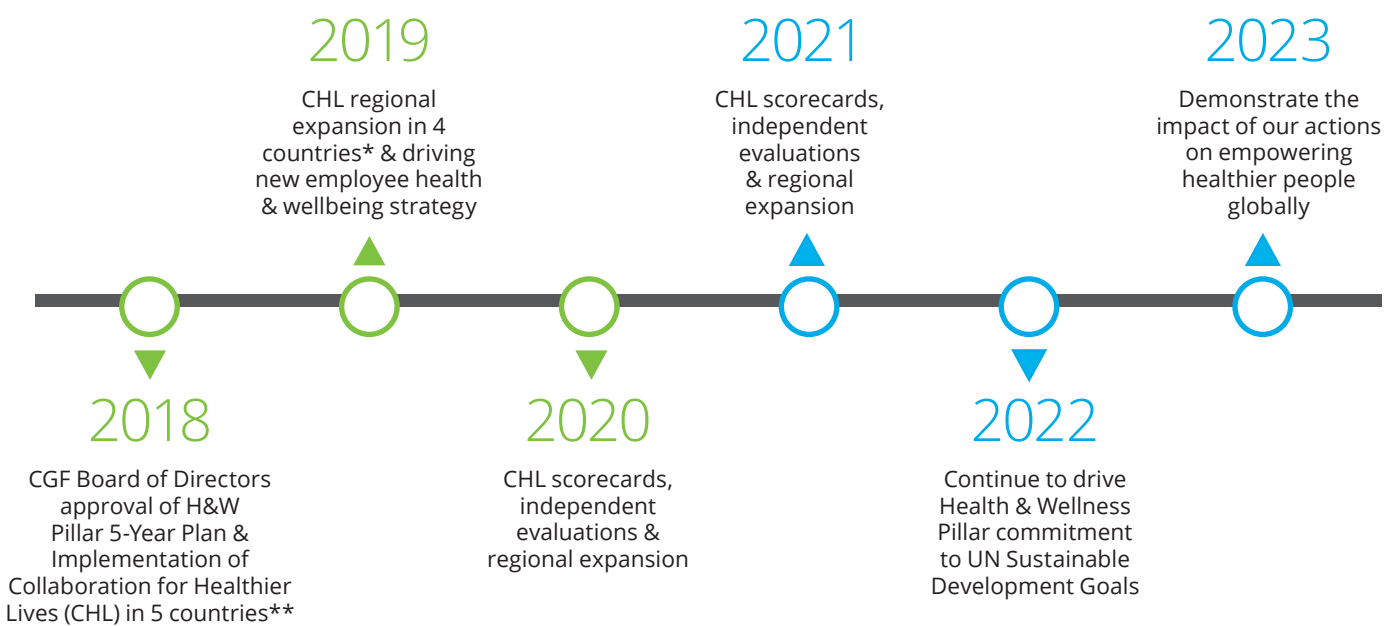 2019
CHL regional
expansion in 4
countries* & driving
new employee health
& wellbeing strategy
2021
CHL scorecards,
independent
evaluations
& regional
expansion
2023
Demonstrate the
impact of our actions
on empowering
healthier people
globally
2018
CGF Board of Directors
approval of H&W
Pillar 5-Year Plan &
Implementation of
Collaboration for Healthier
Lives (CHL) in 5 countries**
2020
CHL scorecards,
independent
evaluations &
regional expansion
2022
Continue to drive
Health & Wellness
Pillar commitment
to UN Sustainable
Development Goals